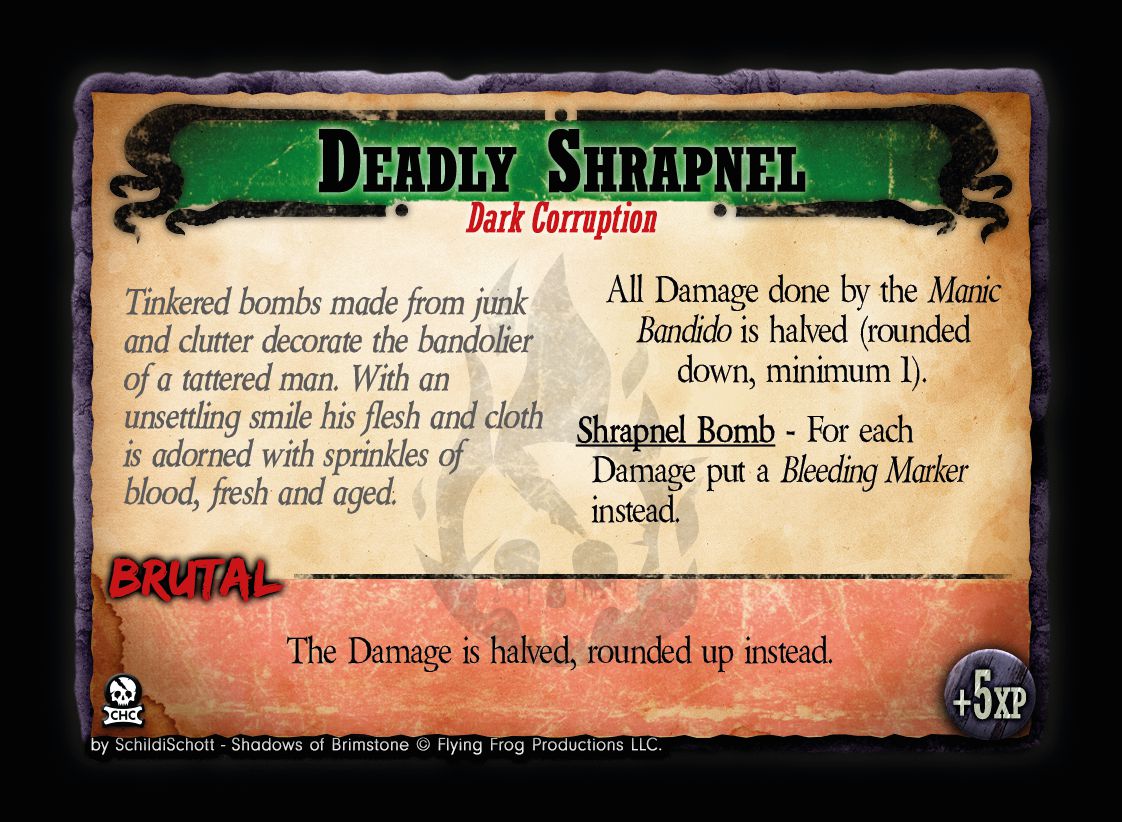 DEADLY SHRAPNEL
Dark Corruption
Tinkered bombs made from junk
and clutter decorate the bandolier
of a tattered man. With an
unsettling smile his flesh and cloth
is adorned with sprinkles of
blood, fresh and aged.
All Damage done by the Manic
Bandido is halved (rounded
down, minimum 1).
Shrapnel Bomb - For each
Damage put a Bleeding Marker
instead.
BRUTAL
The Damage is halved, rounded up instead.
CHC
+5XP
by SchildiSchott - Shadows of Brimstone © Flying Frog Productions LLC.